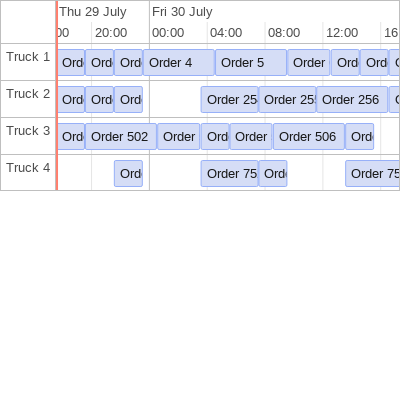 Thu 29 July Fri 30 July
00 20:00 00:00 04:00 08:00 12:00 16
Truck 1 Ord Ord Ord Order 4 Order 5 Order Ord Ord
Truck 2 Ord Ord Ord Order 25 Order 25 Order 256
Truck 3 Ord Order 502 Order Ord Order Order 506 Ord
Truck 4 Ord Order 75 Ord Order 75